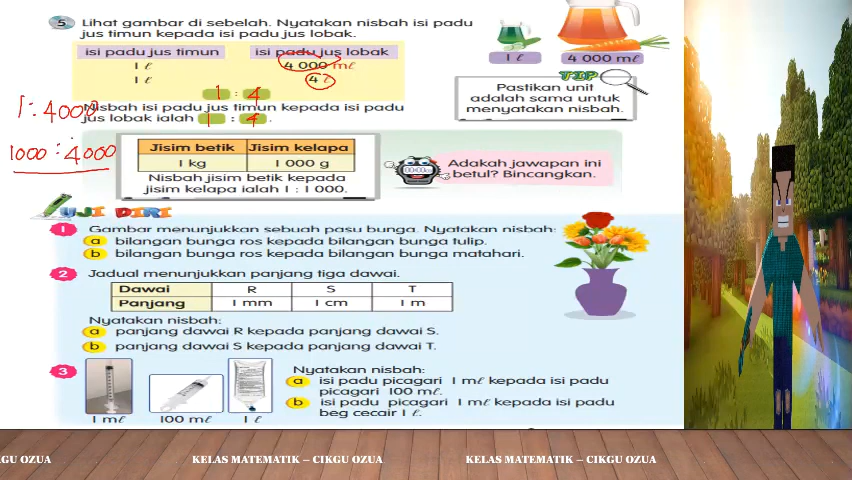 5 Lihat gambar di sebelah. Nyatakan nisbah isi padu
jus timun kepada isi padu jus lobak.
isi padu jus timun isi padu jus lobak
1 ℓ 4 000 mℓ
1 ℓ 4 ℓ
1 : 4
Nisbah isi padu jus timun kepada isi padu
jus lobak ialah 1 : 4.
1 : 4000
1000 : 4000
1 ℓ 4 000 mℓ
TIP
Pastikan unit
adalah sama untuk
menyatakan nisbah.
Jisim betik Jisim kelapa
1 kg 1 000 g
Nisbah jisim betik kepada
jisim kelapa ialah 1 : 1 000.
Adakah jawapan ini
betul? Bincangkan.
UJI DIRI
1 Gambar menunjukkan sebuah pasu bunga. Nyatakan nisbah:
a bilangan bunga ros kepada bilangan bunga tulip.
b bilangan bunga ros kepada bilangan bunga matahari.
2 Jadual menunjukkan panjang tiga dawai.
Dawai R S T
Panjang 1 mm 1 cm 1 m
Nyatakan nisbah:
a panjang dawai R kepada panjang dawai S.
b panjang dawai S kepada panjang dawai T.
3 Nyatakan nisbah:
a isi padu picagari 1 mℓ kepada isi padu
picagari 100 mℓ.
b isi padu picagari 1 mℓ kepada isi padu
beg cecair 1 ℓ.
1 mℓ 100 mℓ 1 ℓ
GU OZUA KELAS MATEMATIK – CIKGU OZUA KELAS MATEMATIK – CIKGU OZUA